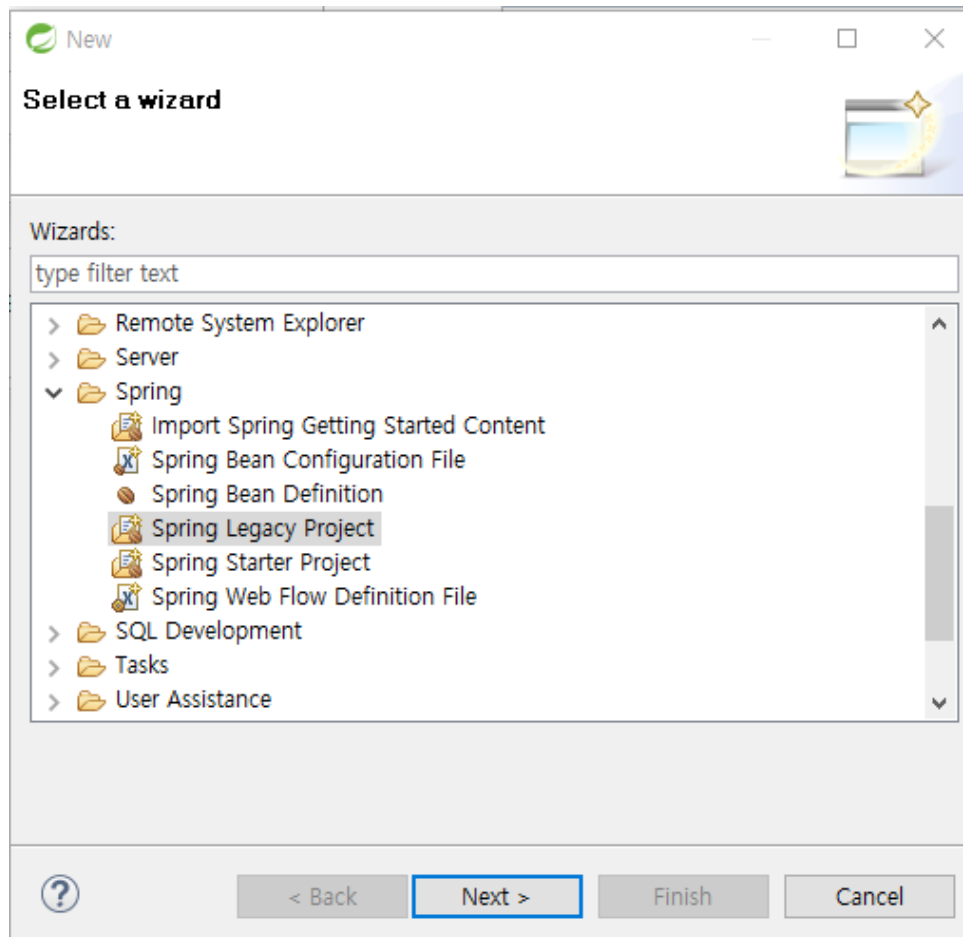 New
Select a wizard
Wizards:
type filter text
Remote System Explorer
Server
Spring
Import Spring Getting Started Content
Spring Bean Configuration File
Spring Bean Definition
Spring Legacy Project
Spring Starter Project
Spring Web Flow Definition File
SQL Development
Tasks
User Assistance
? < Back Next > Finish Cancel